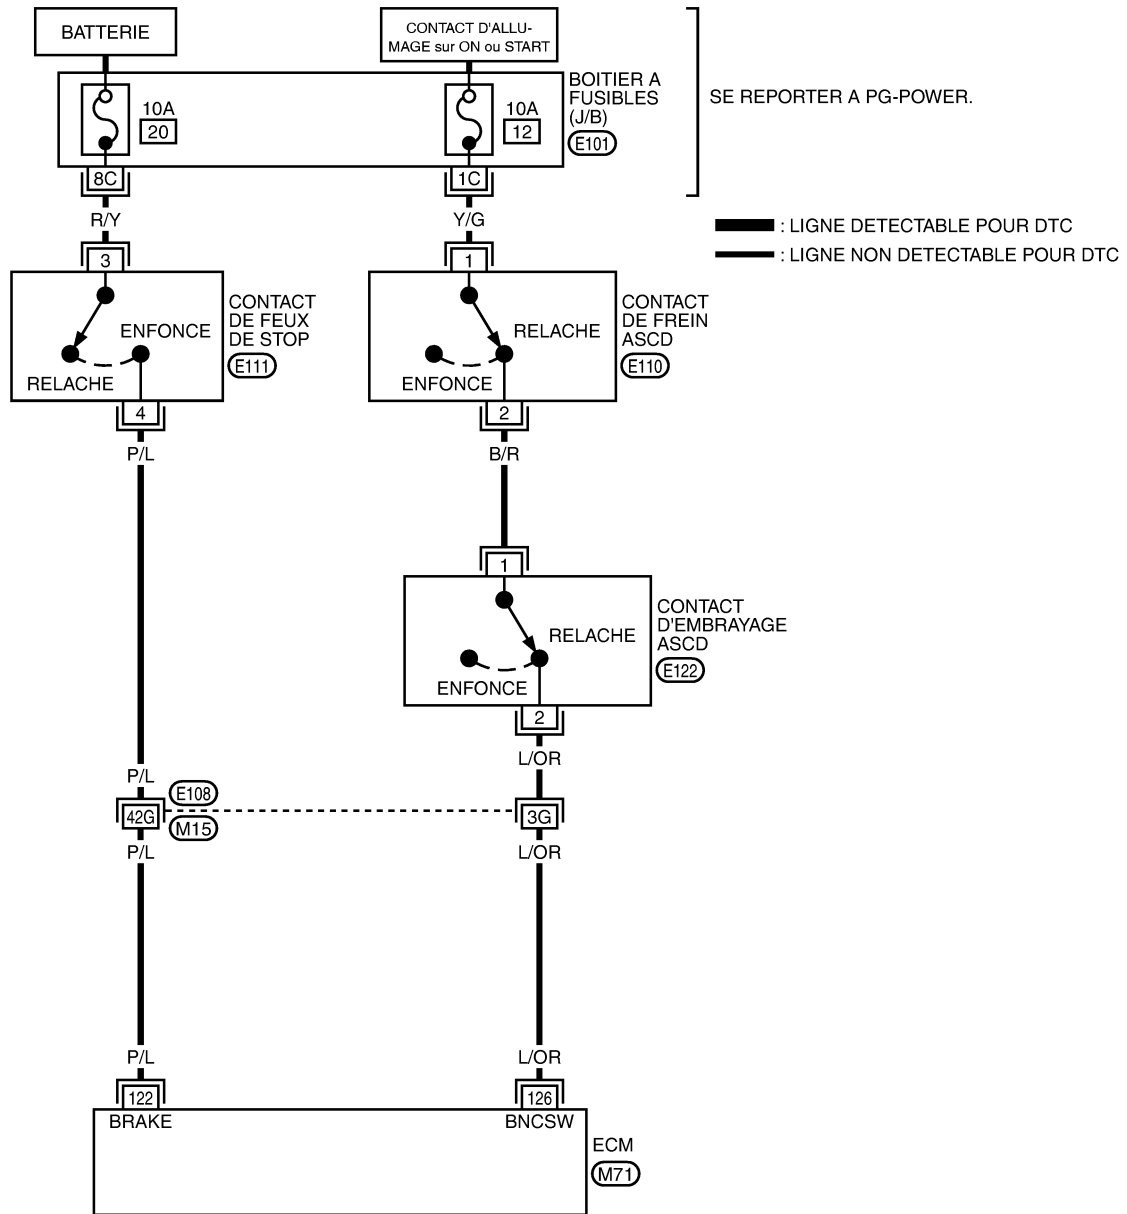 BATTERIE
CONTACT D'ALLU-
MAGE sur ON ou START
10A
20
10A
12
BOITIER A
FUSIBLES
(J/B)
E101
SE REPORTER A PG-POWER.
8C
1C
R/Y
Y/G
: LIGNE DETECTABLE POUR DTC
: LIGNE NON DETECTABLE POUR DTC
3
1
ENFONCE
RELACHE
CONTACT
DE FEUX
DE STOP
E111
RELACHE
ENFONCE
CONTACT
DE FREIN
ASCD
E110
4
2
P/L
B/R
1
RELACHE
ENFONCE
CONTACT
D'EMBRAYAGE
ASCD
E122
2
L/OR
P/L
E108
42G
M15
3G
P/L
L/OR
P/L
L/OR
122
126
BRAKE
BNCSW
ECM
M71